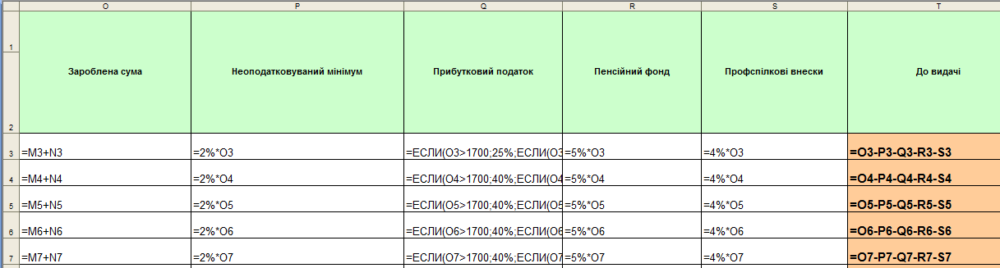 O P Q R S T
1
Зароблена сума Неоподатковуваний мінімум Прибутковий податок Пенсійний фонд Профспілкові внески До видачі
2
3 =M3+N3 =2%*O3 =ЕСЛИ(O3>1700;25%;ЕСЛИ(O3 =5%*O3 =4%*O3 =O3-P3-Q3-R3-S3
4 =M4+N4 =2%*O4 =ЕСЛИ(O4>1700;40%;ЕСЛИ(O4 =5%*O4 =4%*O4 =O4-P4-Q4-R4-S4
5 =M5+N5 =2%*O5 =ЕСЛИ(O5>1700;40%;ЕСЛИ(O5 =5%*O5 =4%*O5 =O5-P5-Q5-R5-S5
6 =M6+N6 =2%*O6 =ЕСЛИ(O6>1700;40%;ЕСЛИ(O6 =5%*O6 =4%*O6 =O6-P6-Q6-R6-S6
7 =M7+N7 =2%*O7 =ЕСЛИ(O7>1700;40%;ЕСЛИ(O7 =5%*O7 =4%*O7 =O7-P7-Q7-R7-S7